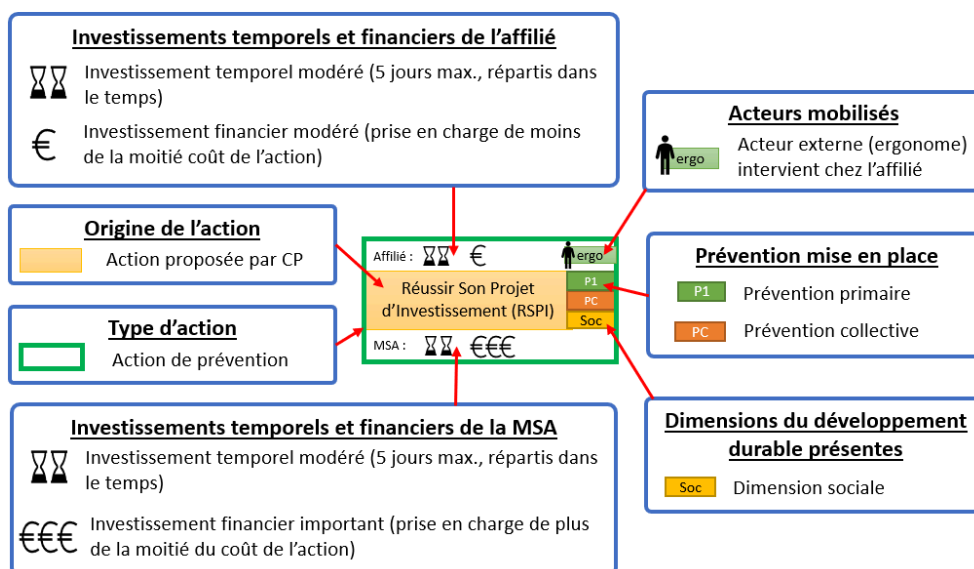 Investissements temporels et financiers de l'affilié
Investissement temporel modéré (5 jours max., répartis dans
le temps)
€
Investissement financier modéré (prise en charge de moins
de la moitié coût de l'action)
Acteurs mobilisés
ergo
Acteur externe (ergonome)
intervient chez l'affilié
Origine de l'action
Action proposée par CP
Type d'action
Action de prévention
Affilié : €
ergo
Réussir Son Projet
d'Investissement (RSPI)
P1
PC
Soc
MSA : €€€
Prévention mise en place
P1 Prévention primaire
PC Prévention collective
Investissements temporels et financiers de la MSA
Investissement temporel modéré (5 jours max., répartis dans
le temps)
€€€
Investissement financier important (prise en charge de plus
de la moitié du coût de l'action)
Dimensions du développement
durable présentes
Soc Dimension sociale